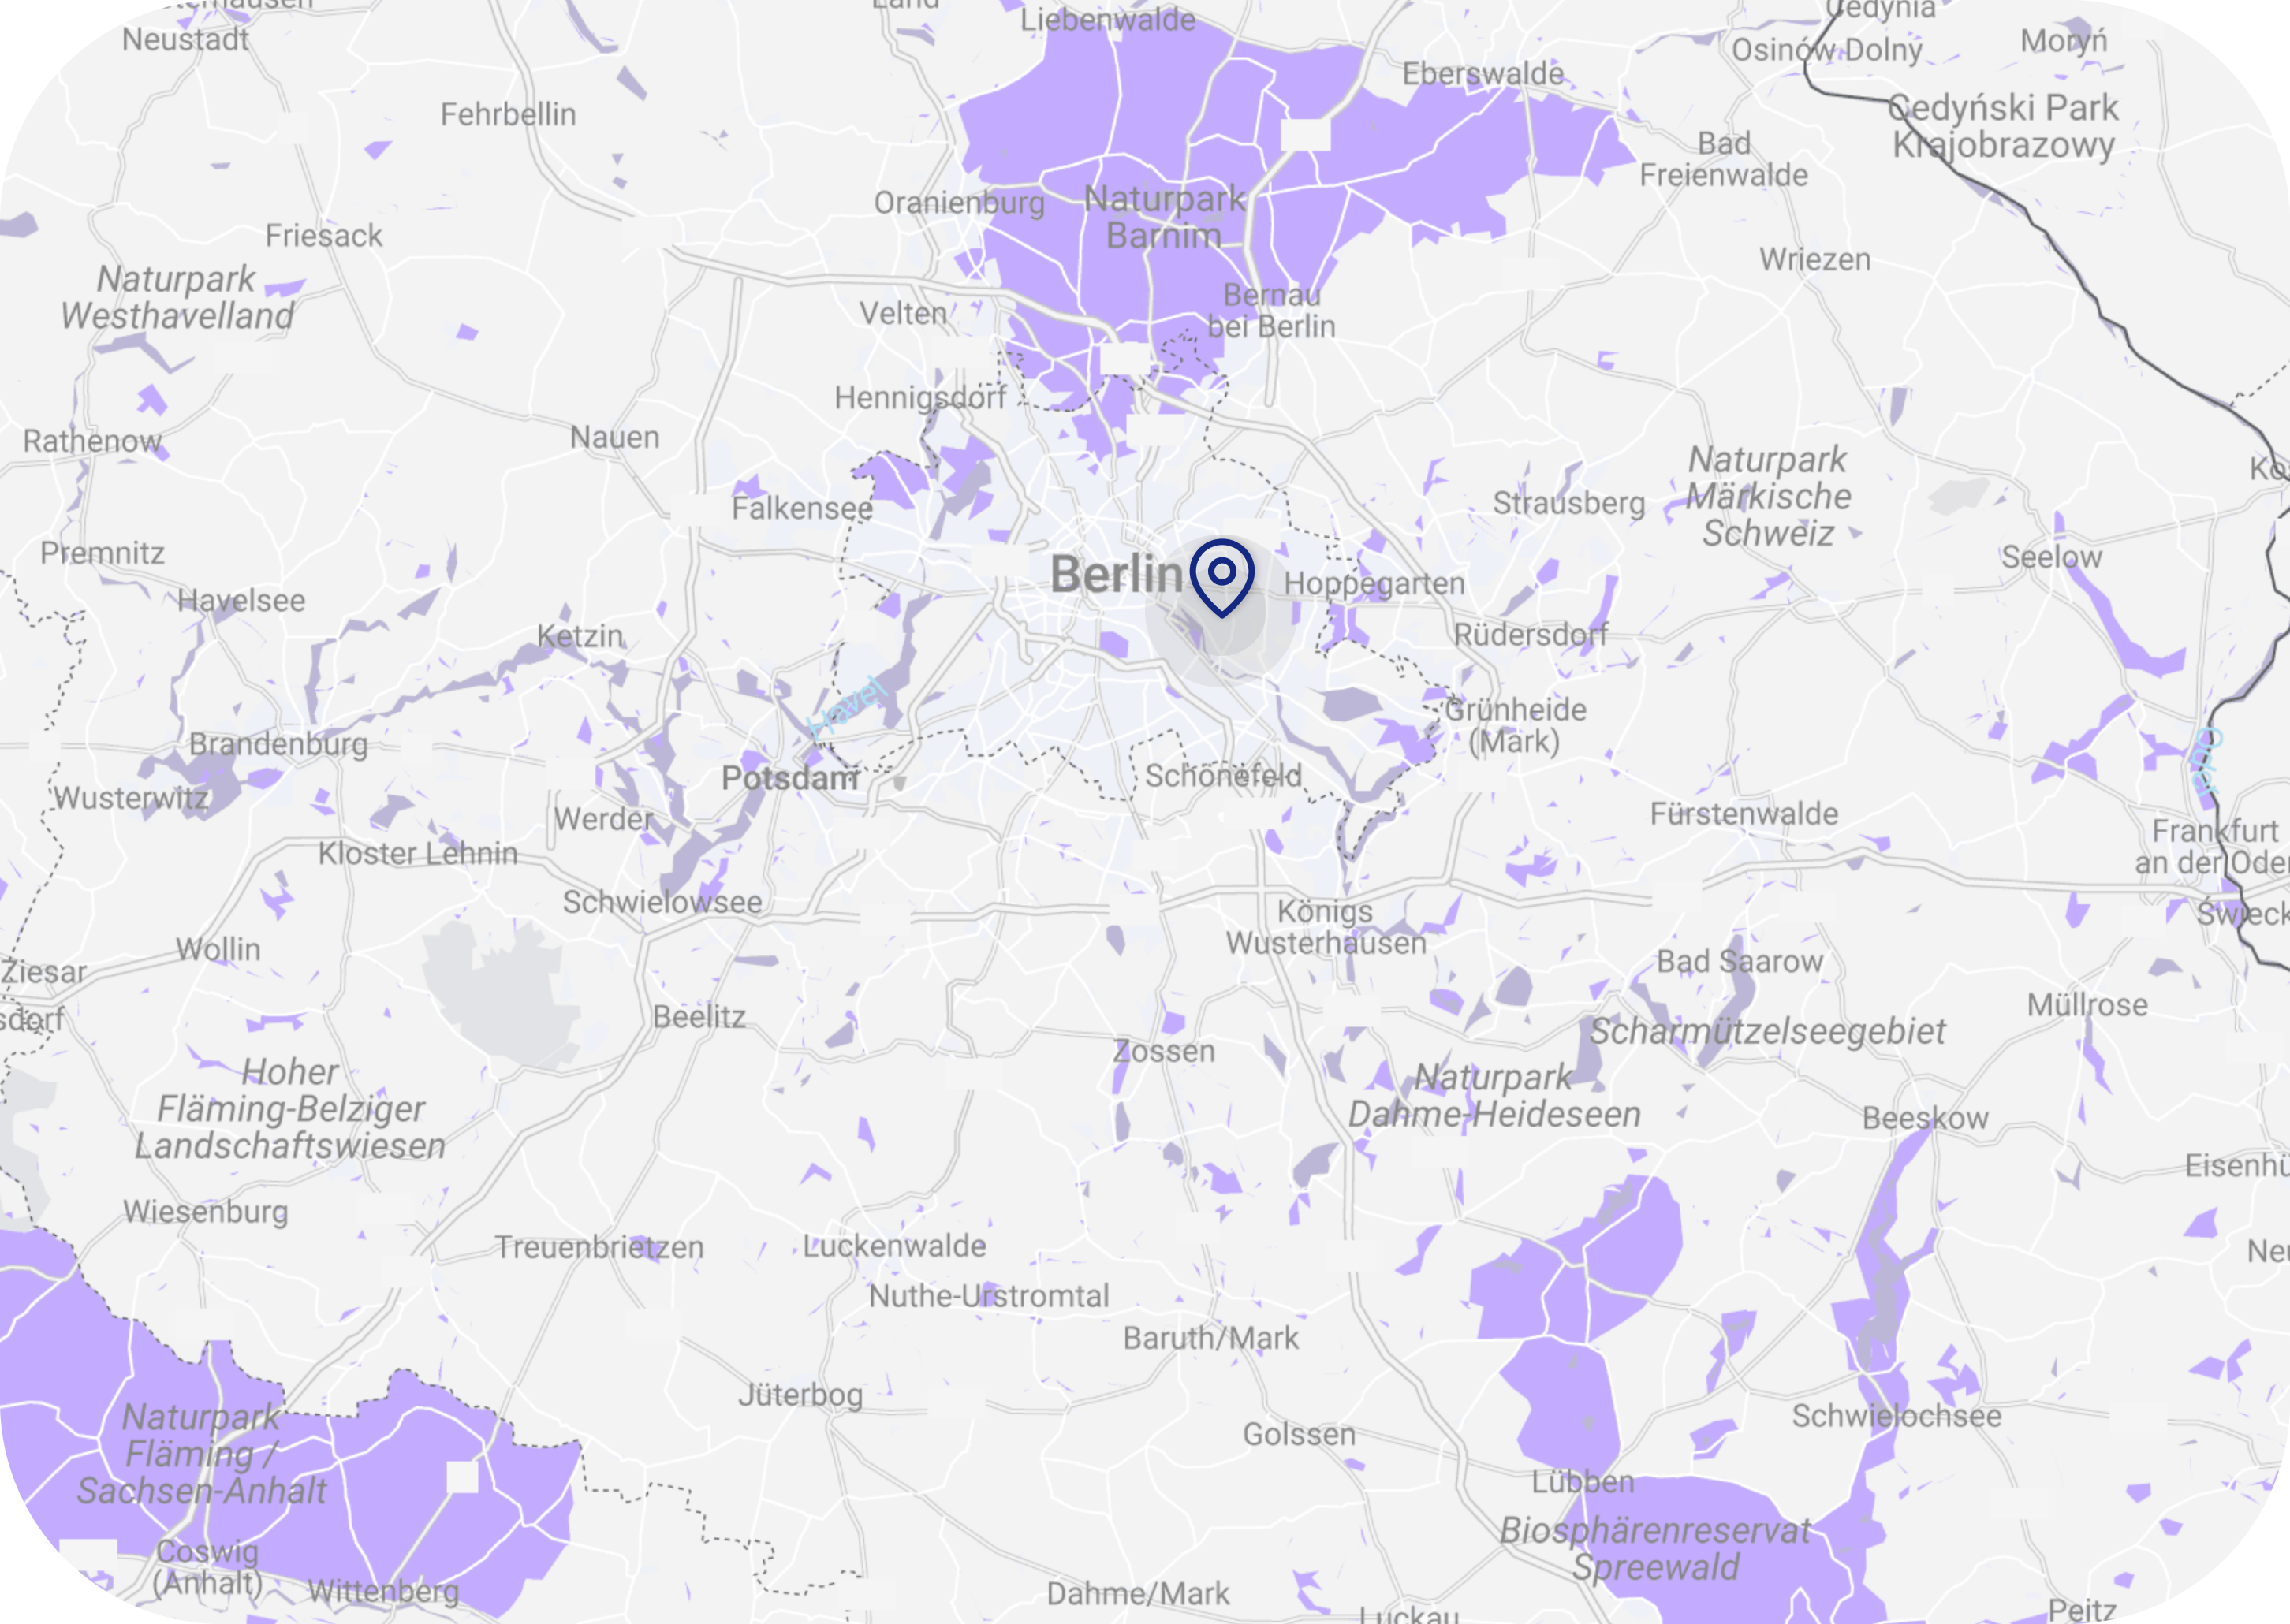 Neustadt
Land
Liebenwalde
Gedynia
Osinów Dolny
Moryń
Eberswalde
Fehrbellin
Cedyński Park
Krajobrazowy
Bad
Freienwalde
Oranienburg
Naturpark
Barnim
Friesack
Wriezen
Naturpark
Westhavelland
Bernau
bei Berlin
Velten
Hennigsdorf
Rathenow
Nauen
Naturpark
Märkische
Schweiz
Strausberg
Falkensee
Premnitz
Seelow
Berlin
Hoppegarten
Havelsee
Ketzin
Rüdersdorf
Havel
Grünheide
(Mark)
Brandenburg
Oder
Potsdam
Schönefeld
Wusterwitz
Werder
Fürstenwalde
Frankfurt
an der Oder
Kloster Lehnin
Schwielowsee
Königs
Wusterhausen
Wollin
Bad Saarow
Ziesar
sdorf
Beelitz
Müllrose
Scharmützelseegebiet
Zossen
Hoher
Fläming-Belziger
Landschaftswiesen
Naturpark
Dahme-Heideseen
Beeskow
Eisenhü
Wiesenburg
Treuenbrietzen
Luckenwalde
Neu
Nuthe-Urstromtal
Baruth/Mark
Jüterbog
Naturpark
Fläming /
Sachsen-Anhalt
Golssen
Schwielochsee
Lübben
Biosphärenreservat
Spreewald
Coswig
(Anhalt)
Wittenberg
Dahme/Mark
Luckau
Peitz